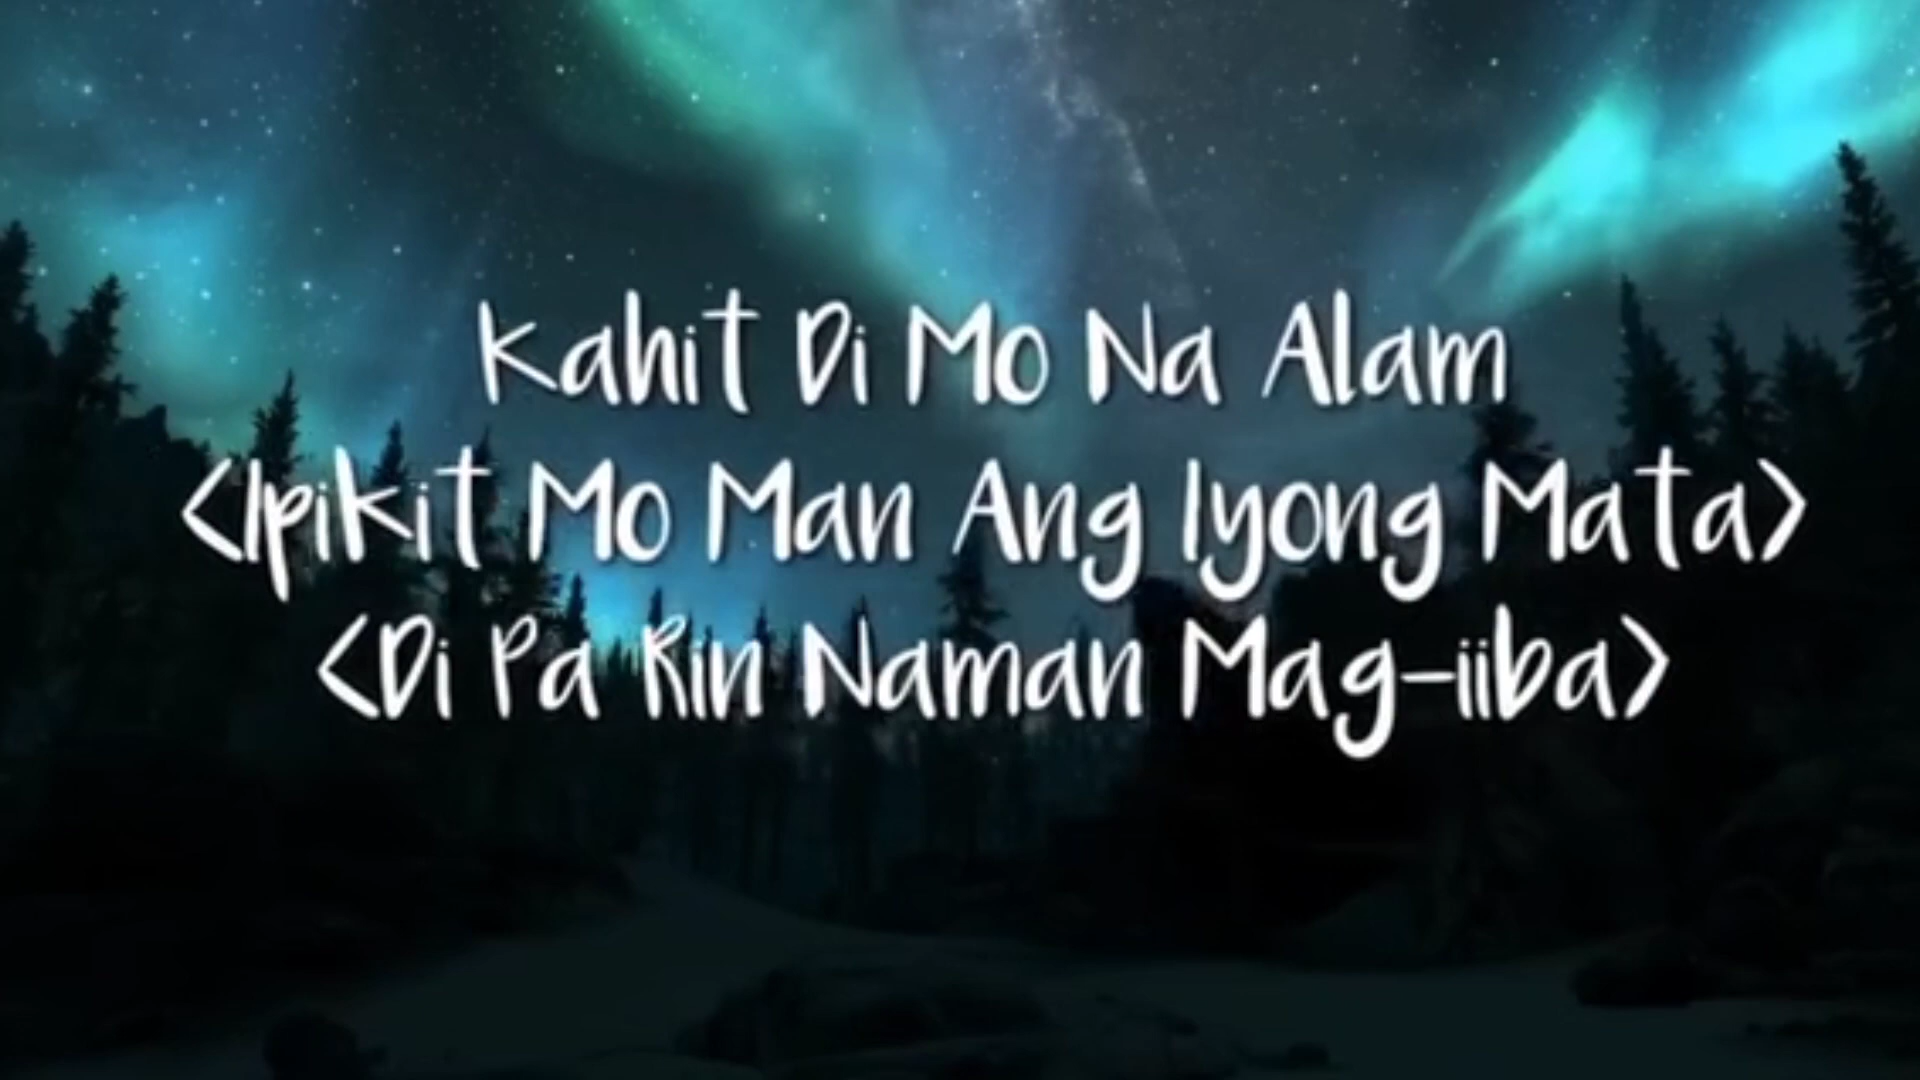 Kahit Di Mo Na Alam
<Ipikit Mo Man Ang Iyong Mata>
<Di Pa Rin Naman Mag-iiba>